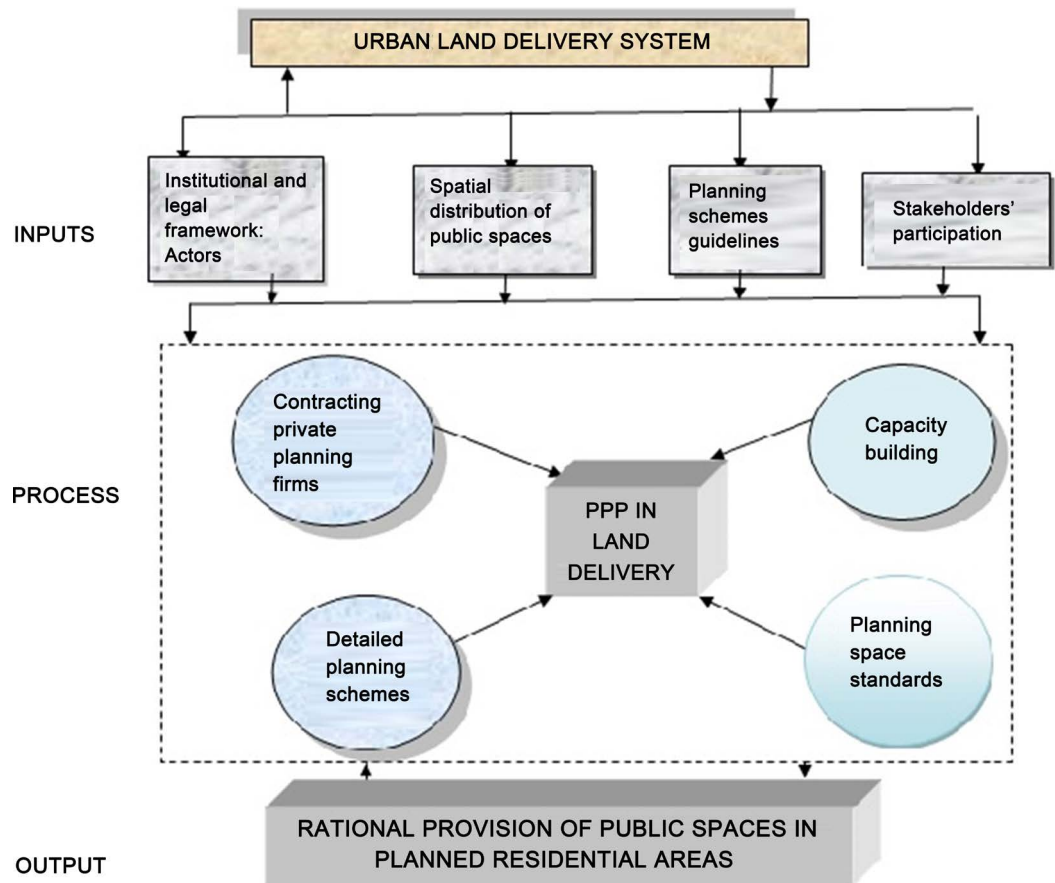 URBAN LAND DELIVERY SYSTEM
INPUTS
Institutional and
legal
framework:
Actors
Spatial
distribution of
public spaces
Planning
schemes
guidelines
Stakeholders’
participation
PROCESS
Contracting
private
planning
firms
Capacity
building
PPP IN
LAND
DELIVERY
Detailed
planning
schemes
Planning
space
standards
OUTPUT
RATIONAL PROVISION OF PUBLIC SPACES IN
PLANNED RESIDENTIAL AREAS